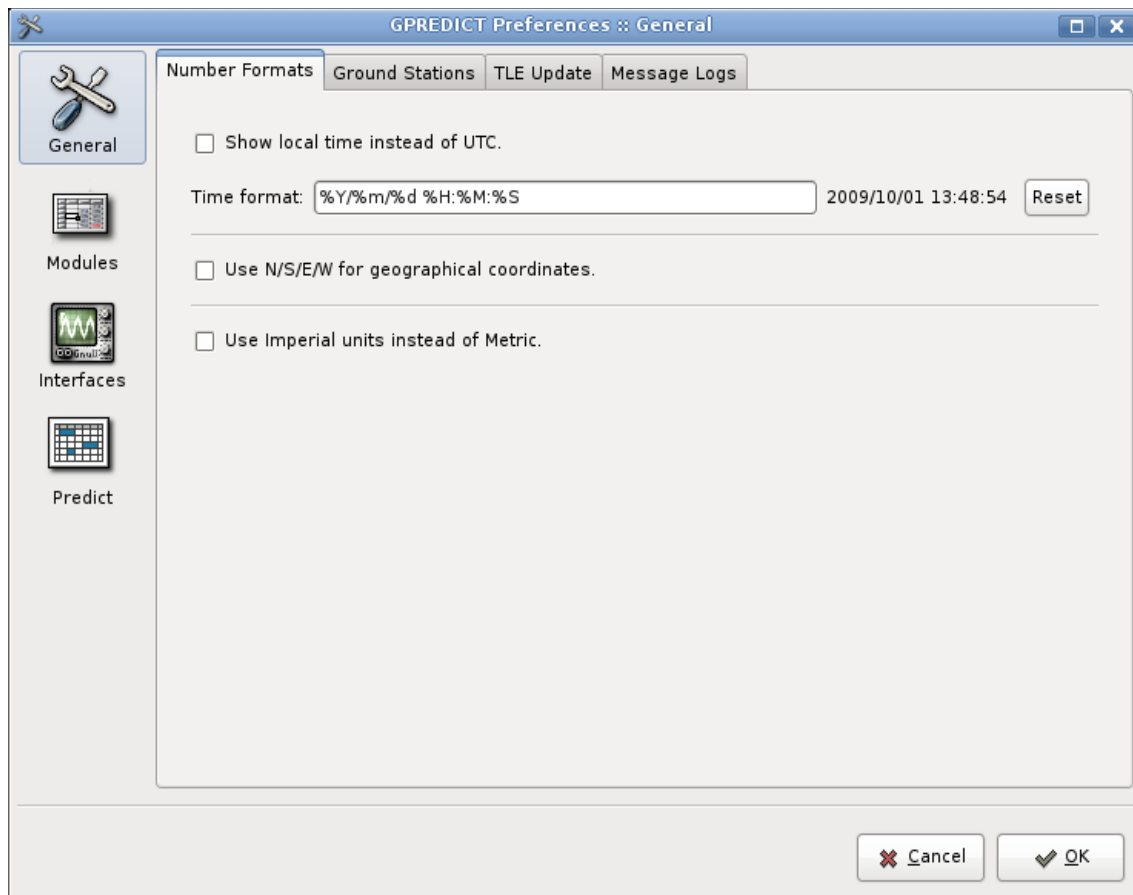 GPREDICT Preferences :: General
General
Modules
Interfaces
Predict
Number Formats
Ground Stations
TLE Update
Message Logs
Show local time instead of UTC.
Time format: %Y/%m/%d %H:%M:%S 2009/10/01 13:48:54 Reset
Use N/S/E/W for geographical coordinates.
Use Imperial units instead of Metric.
Cancel
OK